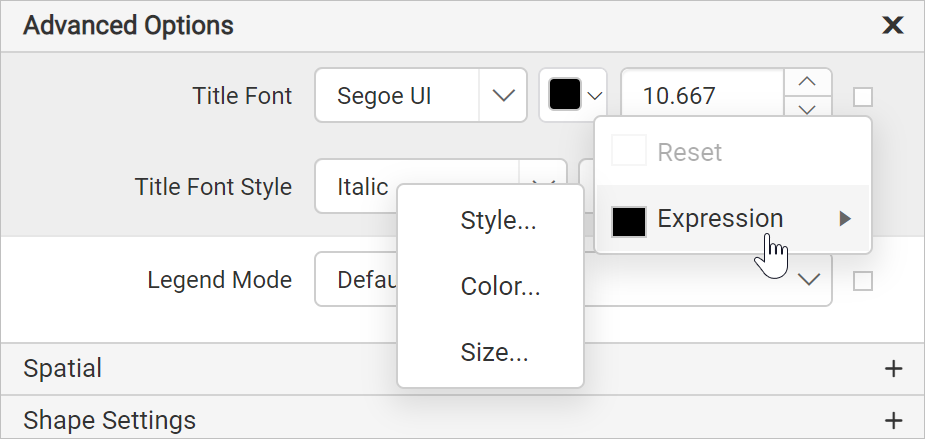 Advanced Options
Title Font Segoe UI 10.667
Reset
Title Font Style Italic
Style... Expression
Legend Mode Defau
Color...
Size...
Spatial
Shape Settings